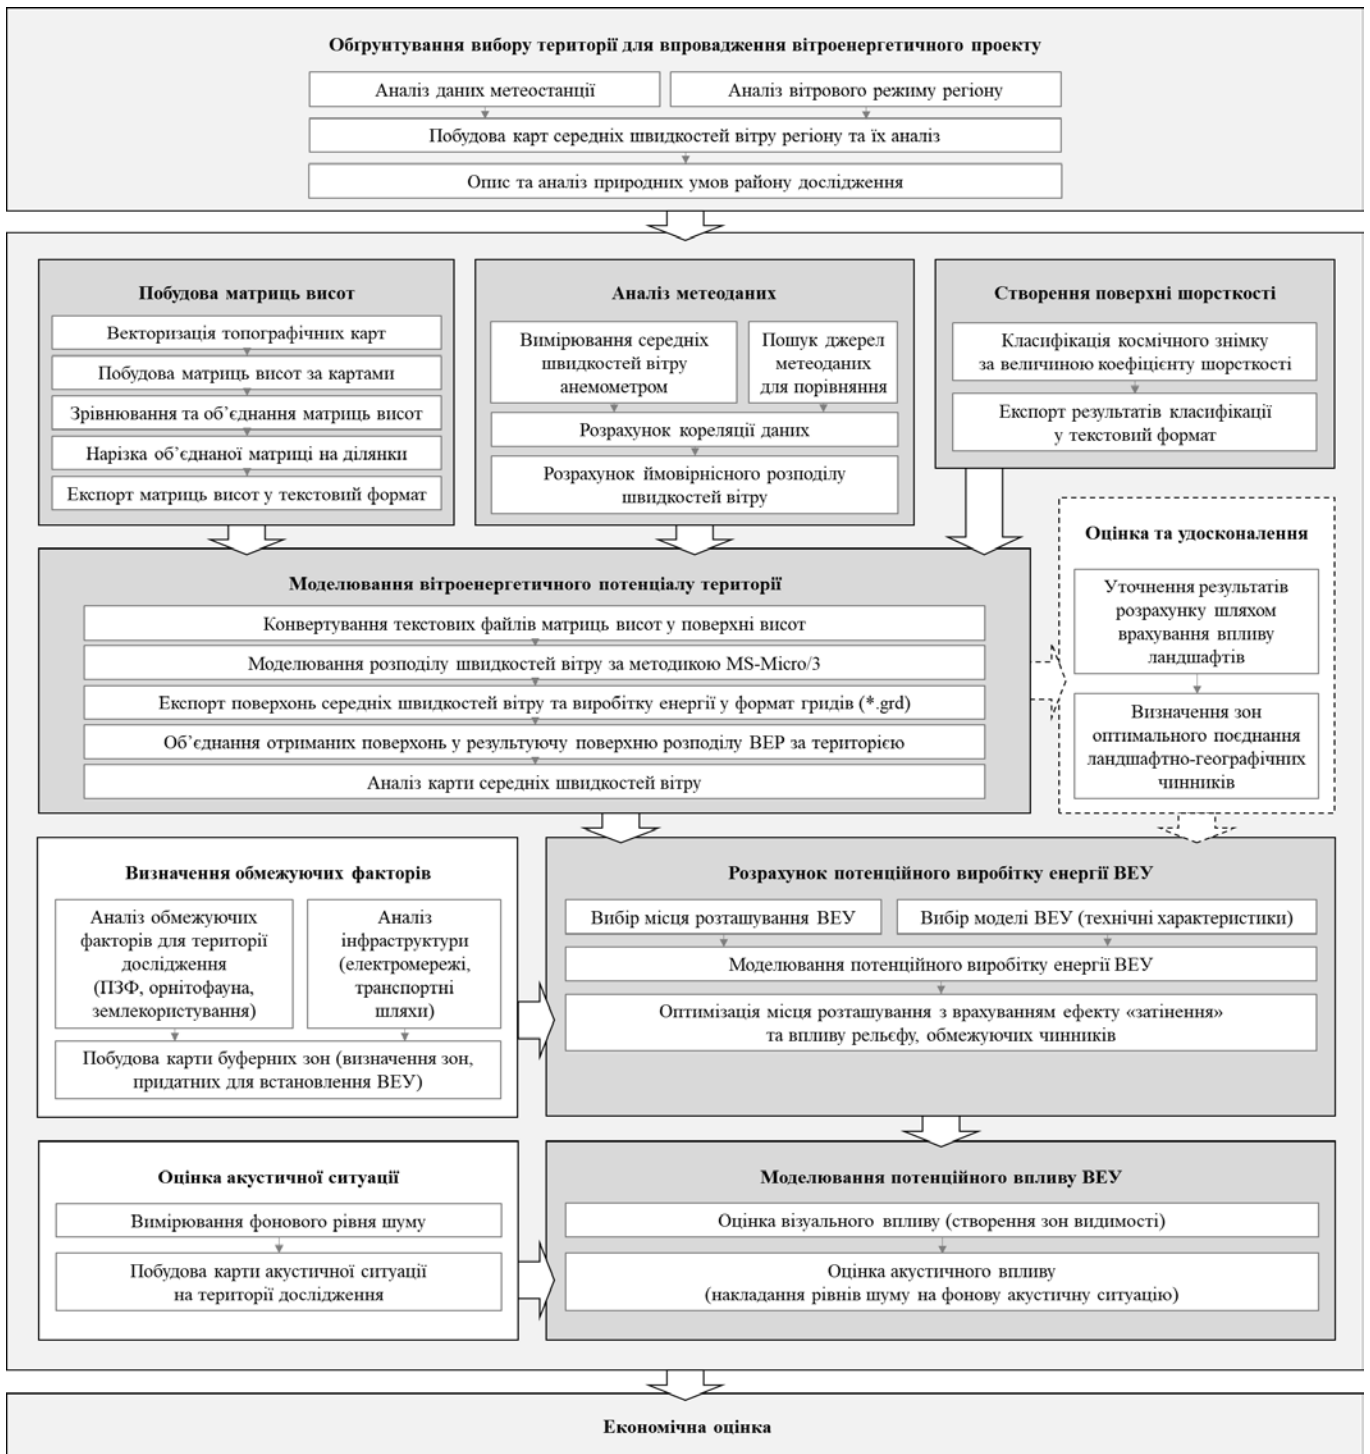 Обґрунтування вибору території для впровадження вітроенергетичного проекту
Аналіз даних метеостанції
Аналіз вітрового режиму регіону
Побудова карт середніх швидкостей вітру регіону та їх аналіз
Опис та аналіз природних умов району дослідження
Побудова матриць висот
Векторизація топографічних карт
Побудова матриць висот за картами
Зрівнювання та об’єднання матриць висот
Нарізка об’єднаної матриці на ділянки
Експорт матриць висот у текстовий формат
Аналіз метеоданих
Вимірювання середніх
швидкостей вітру
анемометром
Пошук джерел
метеоданих
для порівняння
Розрахунок кореляції даних
Розрахунок ймовірнісного розподілу
швидкостей вітру
Створення поверхні шорсткості
Класифікація космічного знімку
за величиною коефіцієнту шорсткості
Експорт результатів класифікації
у текстовий формат
Моделювання вітроенергетичного потенціалу території
Конвертування текстових файлів матриць висот у поверхні висот
Моделювання розподілу швидкостей вітру за методикою MS-Micro/3
Експорт поверхонь середніх швидкостей вітру та виробітку енергії у формат гридів (*.grd)
Об’єднання отриманих поверхонь у результуючу поверхню розподілу ВЕР за територією
Аналіз карти середніх швидкостей вітру
Оцінка та удосконалення
Уточнення результатів
розрахунку шляхом
врахування впливу
ландшафтів
Визначення зон
оптимального поєднання
ландшафтно-географічних
чинників
Визначення обмежуючих факторів
Аналіз обмежуючих
факторів для території
дослідження
(ПЗФ, орнітофауна,
землекористування)
Аналіз
інфраструктури
(електромережі,
транспортні
шляхи)
Побудова карти буферних зон (визначення зон,
придатних для встановлення ВЕУ)
Розрахунок потенційного виробітку енергії ВЕУ
Вибір місця розташування ВЕУ
Вибір моделі ВЕУ (технічні характеристики)
Моделювання потенційного виробітку енергії ВЕУ
Оптимізація місця розташування з врахуванням ефекту «затінення»
та впливу рельєфу, обмежуючих чинників
Оцінка акустичної ситуації
Вимірювання фонового рівня шуму
Побудова карти акустичної ситуації
на території дослідження
Моделювання потенційного впливу ВЕУ
Оцінка візуального впливу (створення зон видимості)
Оцінка акустичного впливу
(накладання рівнів шуму на фонову акустичну ситуацію)
Економічна оцінка